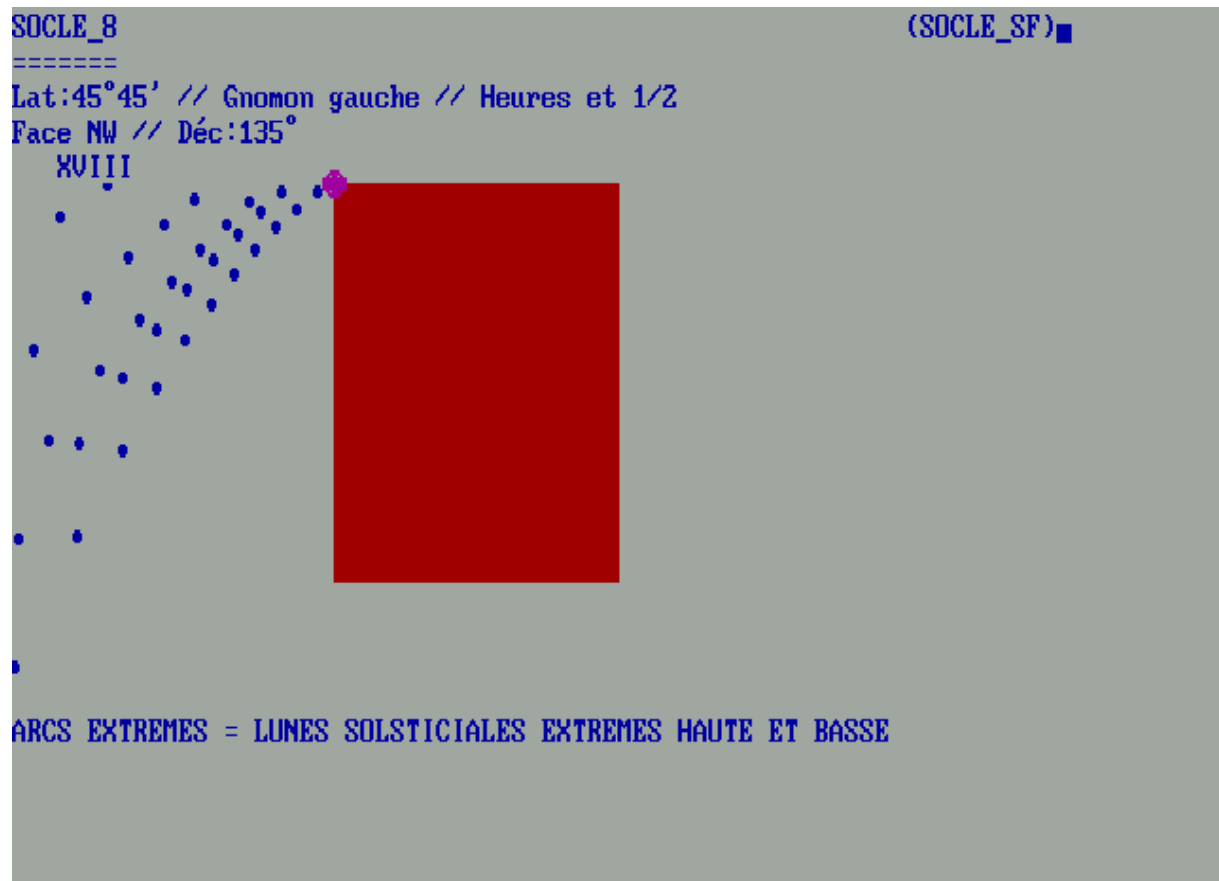 SOCLE_8 (SOCLE_SF)
=======
Lat:45°45' // Gnomon gauche // Heures et 1/2
Face NW // Déc:135°
XVIII
ARCS EXTREMES = LUNES SOLSTICIALES EXTREMES HAUTE ET BASSE